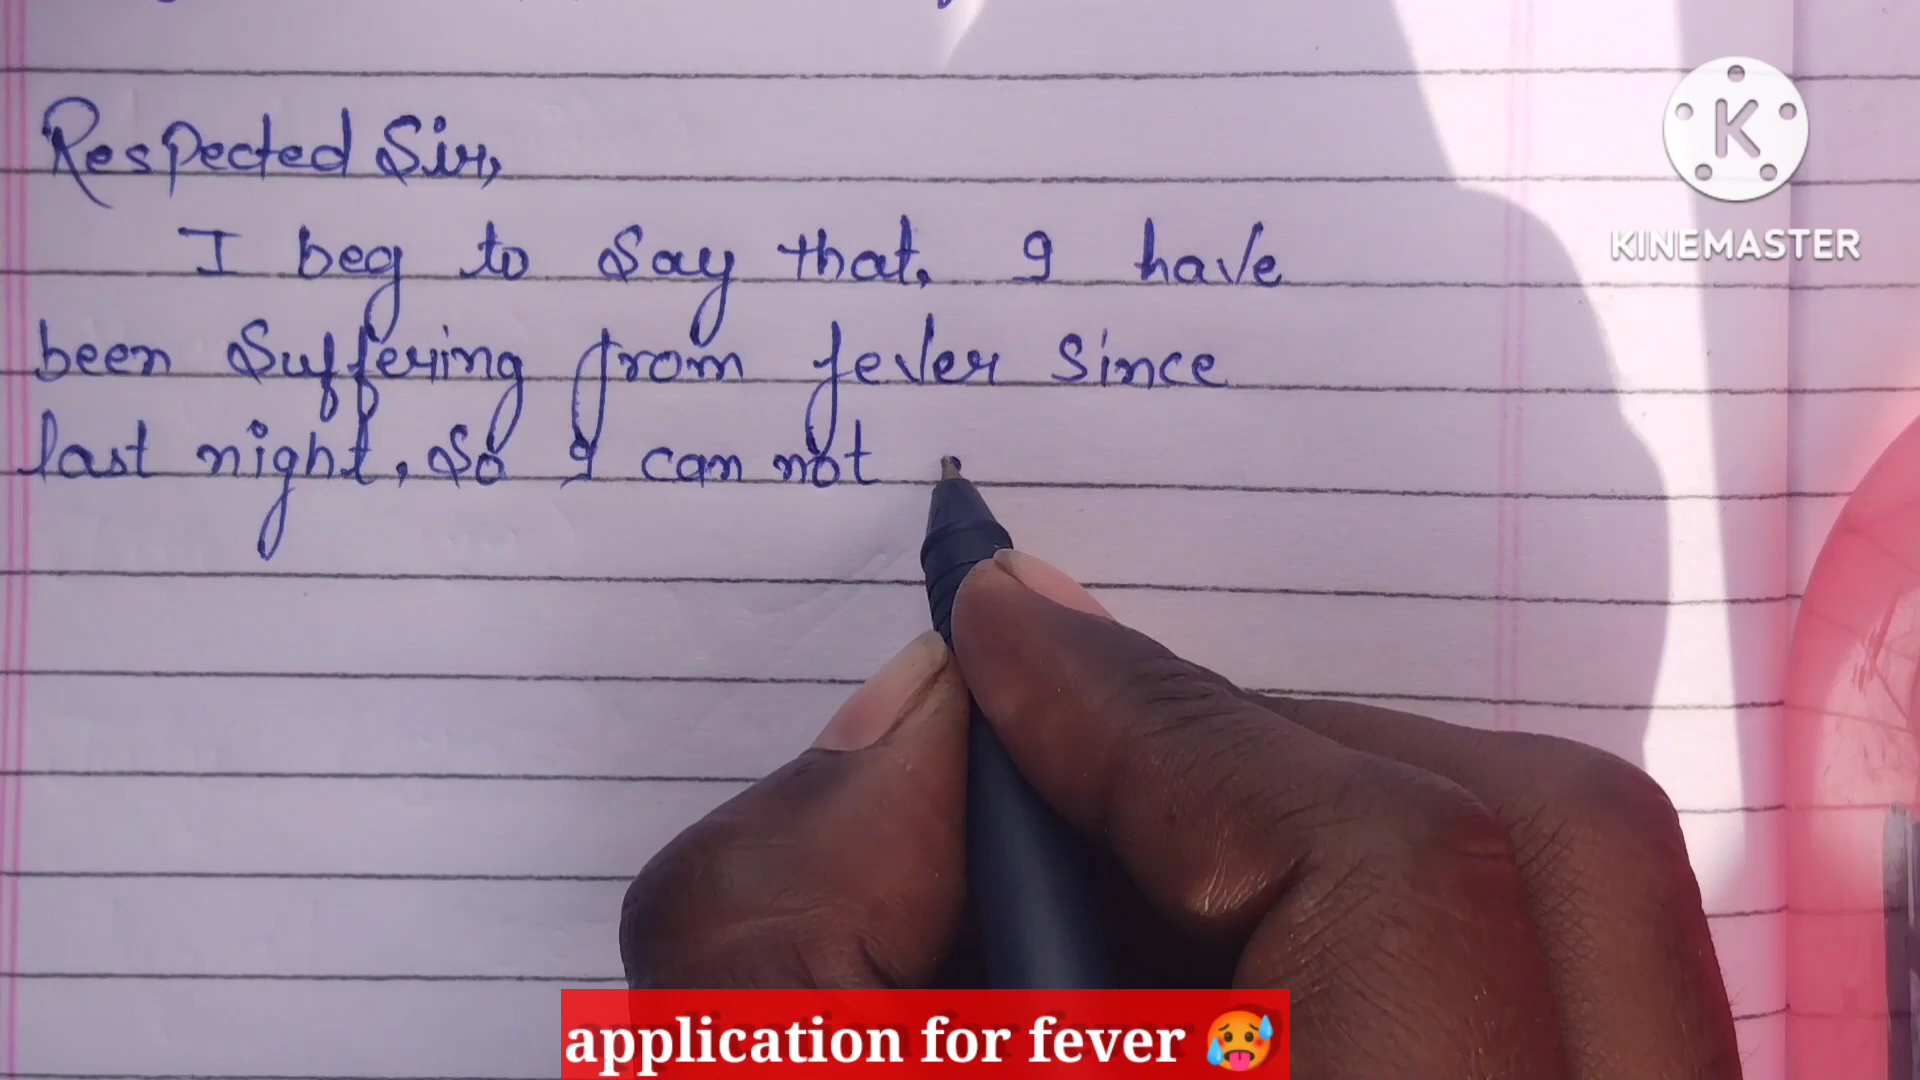 Respected Sir,
I beg to say that, I have
been suffering from fever since
last night, so I can not
K
KINEMASTER
application for fever 🥵